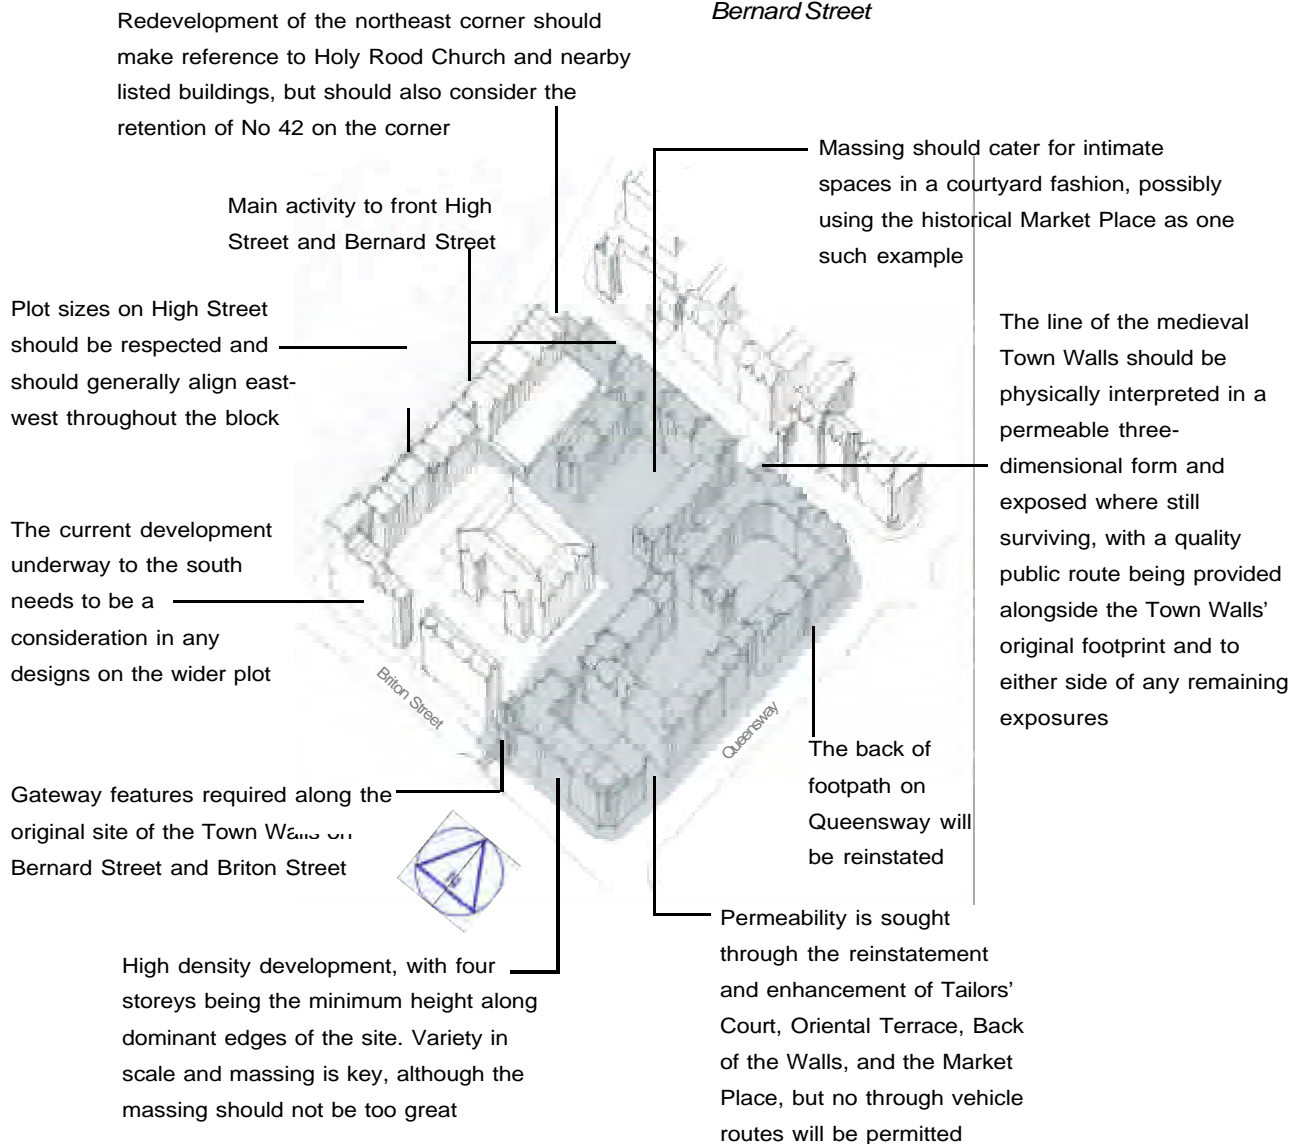 Bernard Street
Redevelopment of the northeast corner should
make reference to Holy Rood Church and nearby
listed buildings, but should also consider the
retention of No 42 on the corner
Massing should cater for intimate
spaces in a courtyard fashion, possibly
using the historical Market Place as one
such example
Main activity to front High
Street and Bernard Street
Plot sizes on High Street
should be respected and
should generally align east-
west throughout the block
The line of the medieval
Town Walls should be
physically interpreted in a
permeable three-
dimensional form and
exposed where still
surviving, with a quality
public route being provided
alongside the Town Walls'
original footprint and to
either side of any remaining
exposures
The current development
underway to the south
needs to be a
consideration in any
designs on the wider plot
Briton Street
Queensway
The back of
footpath on
Queensway will
be reinstated
Gateway features required along the
original site of the Town Walls on
Bernard Street and Briton Street
High density development, with four
storeys being the minimum height along
dominant edges of the site. Variety in
scale and massing is key, although the
massing should not be too great
Permeability is sought
through the reinstatement
and enhancement of Tailors'
Court, Oriental Terrace, Back
of the Walls, and the Market
Place, but no through vehicle
routes will be permitted